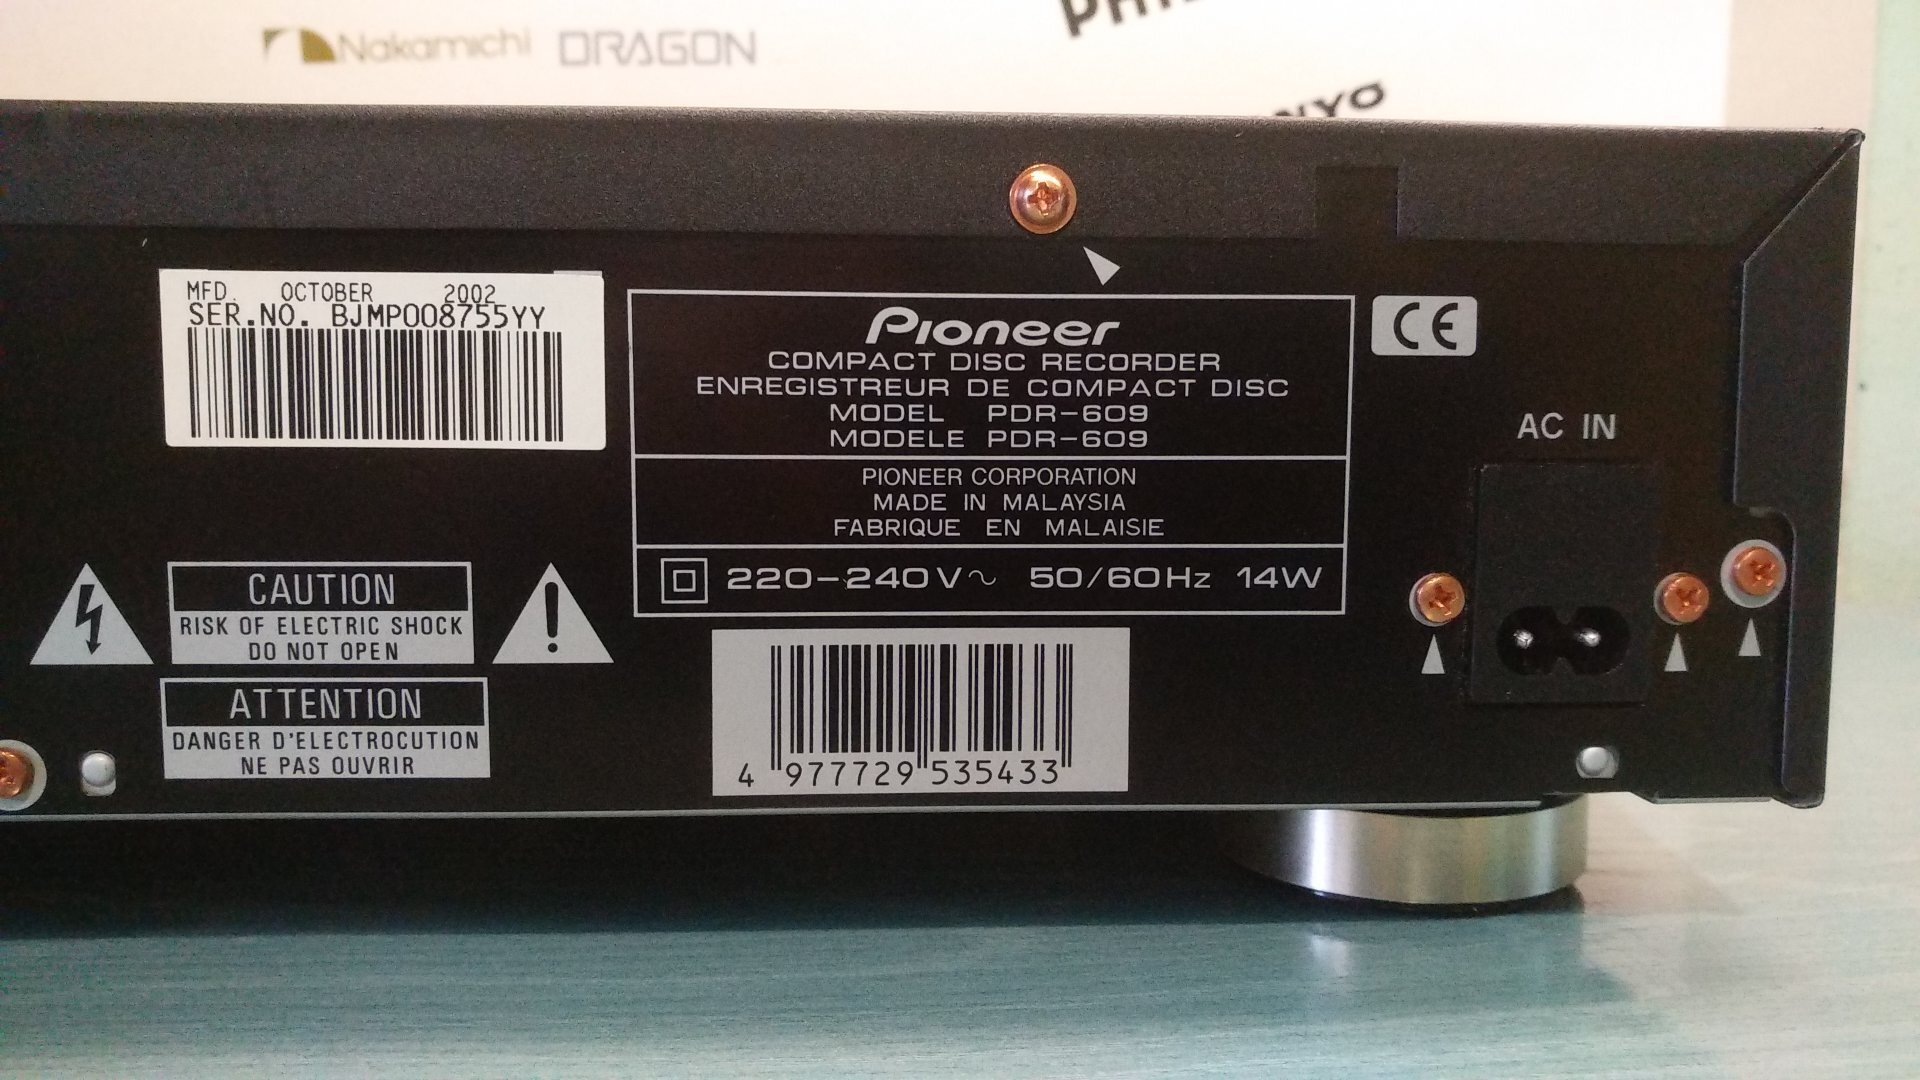 Nakamichi DRAGON
MFD. OCTOBER 2002
SER.NO. BJMP008755YY
Pioneer
COMPACT DISC RECORDER
ENREGISTREUR DE COMPACT DISC
MODEL PDR-609
MODELE PDR-609
PIONEER CORPORATION
MADE IN MALAYSIA
FABRIQUE EN MALAISIE
220-240V~ 50/60Hz 14W
CE
AC IN
CAUTION
RISK OF ELECTRIC SHOCK
DO NOT OPEN
ATTENTION
DANGER D'ELECTROCUTION
NE PAS OUVRIR
4 977729 535433